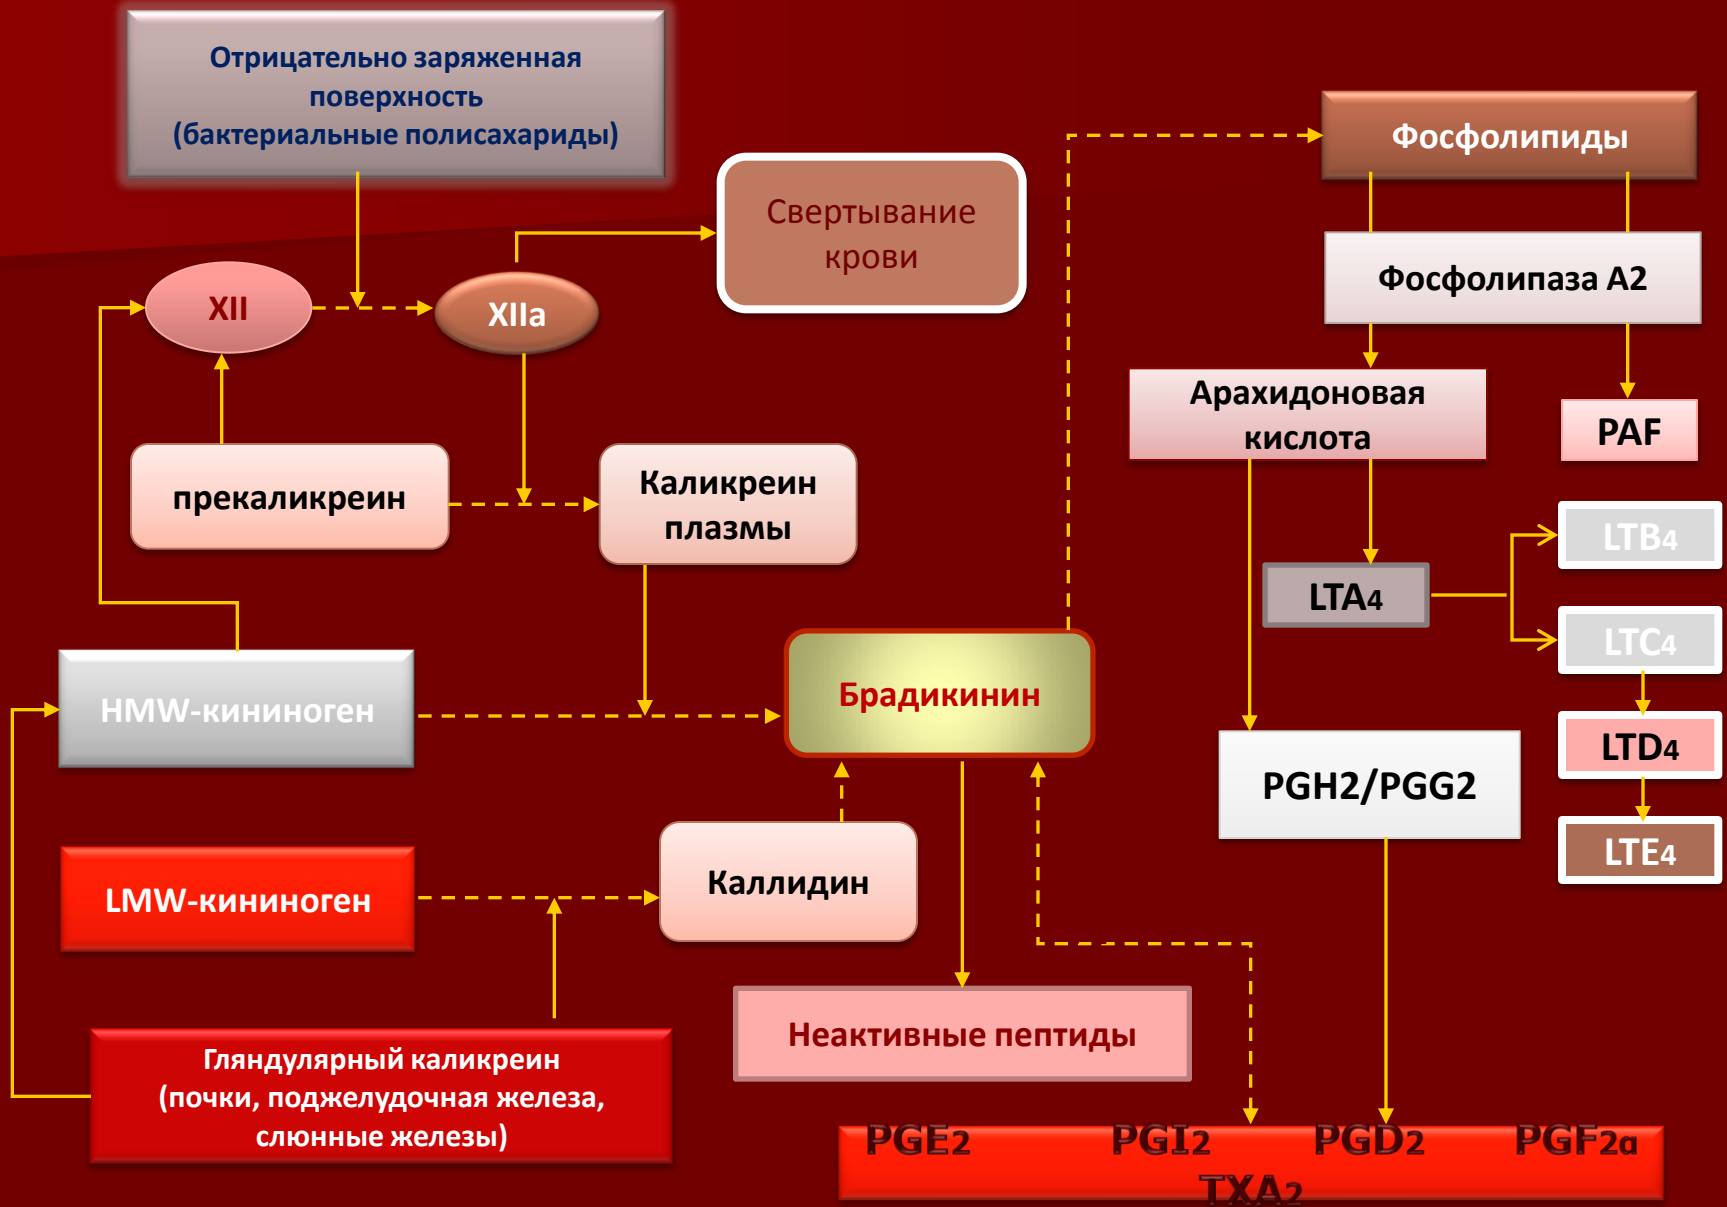 Отрицательно заряженная
поверхность
(бактериальные полисахариды)
Фосфолипиды
Свертывание
крови
Фосфолипаза А2
XII
XIIa
Арахидоновая
кислота
PAF
прекаликреин
Каликреин
плазмы
LTB4
LTA4
LTC4
HMW-кининоген
Брадикинин
LTD4
PGH2/PGG2
LTE4
LMW-кининоген
Каллидин
Неактивные пептиды
Гляндулярный каликреин
(почки, поджелудочная железа,
слюнные железы)
PGE2 PGI2 PGD2 PGF2α
TXA2